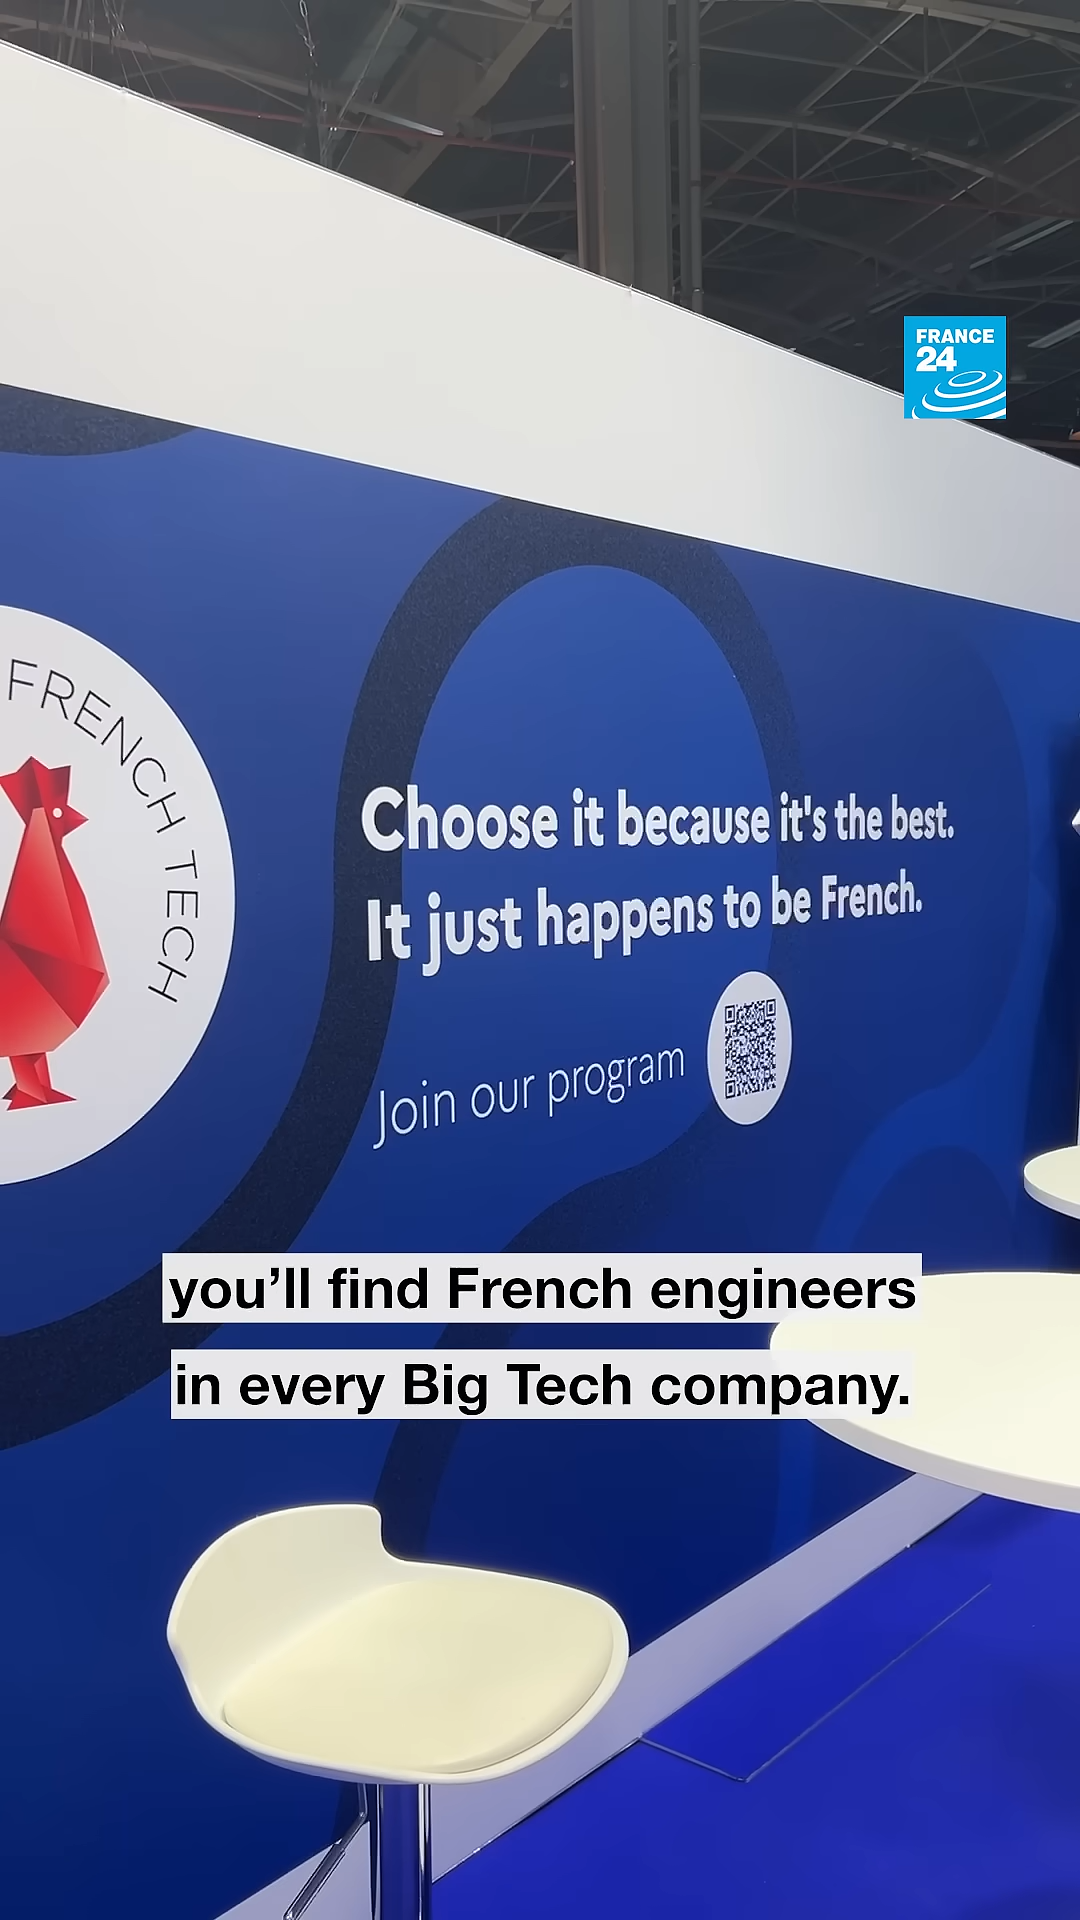 FRANCE
24
FRENCH TECH
Choose it because it's the best.
It just happens to be French.
Join our program
you’ll find French engineers
in every Big Tech company.